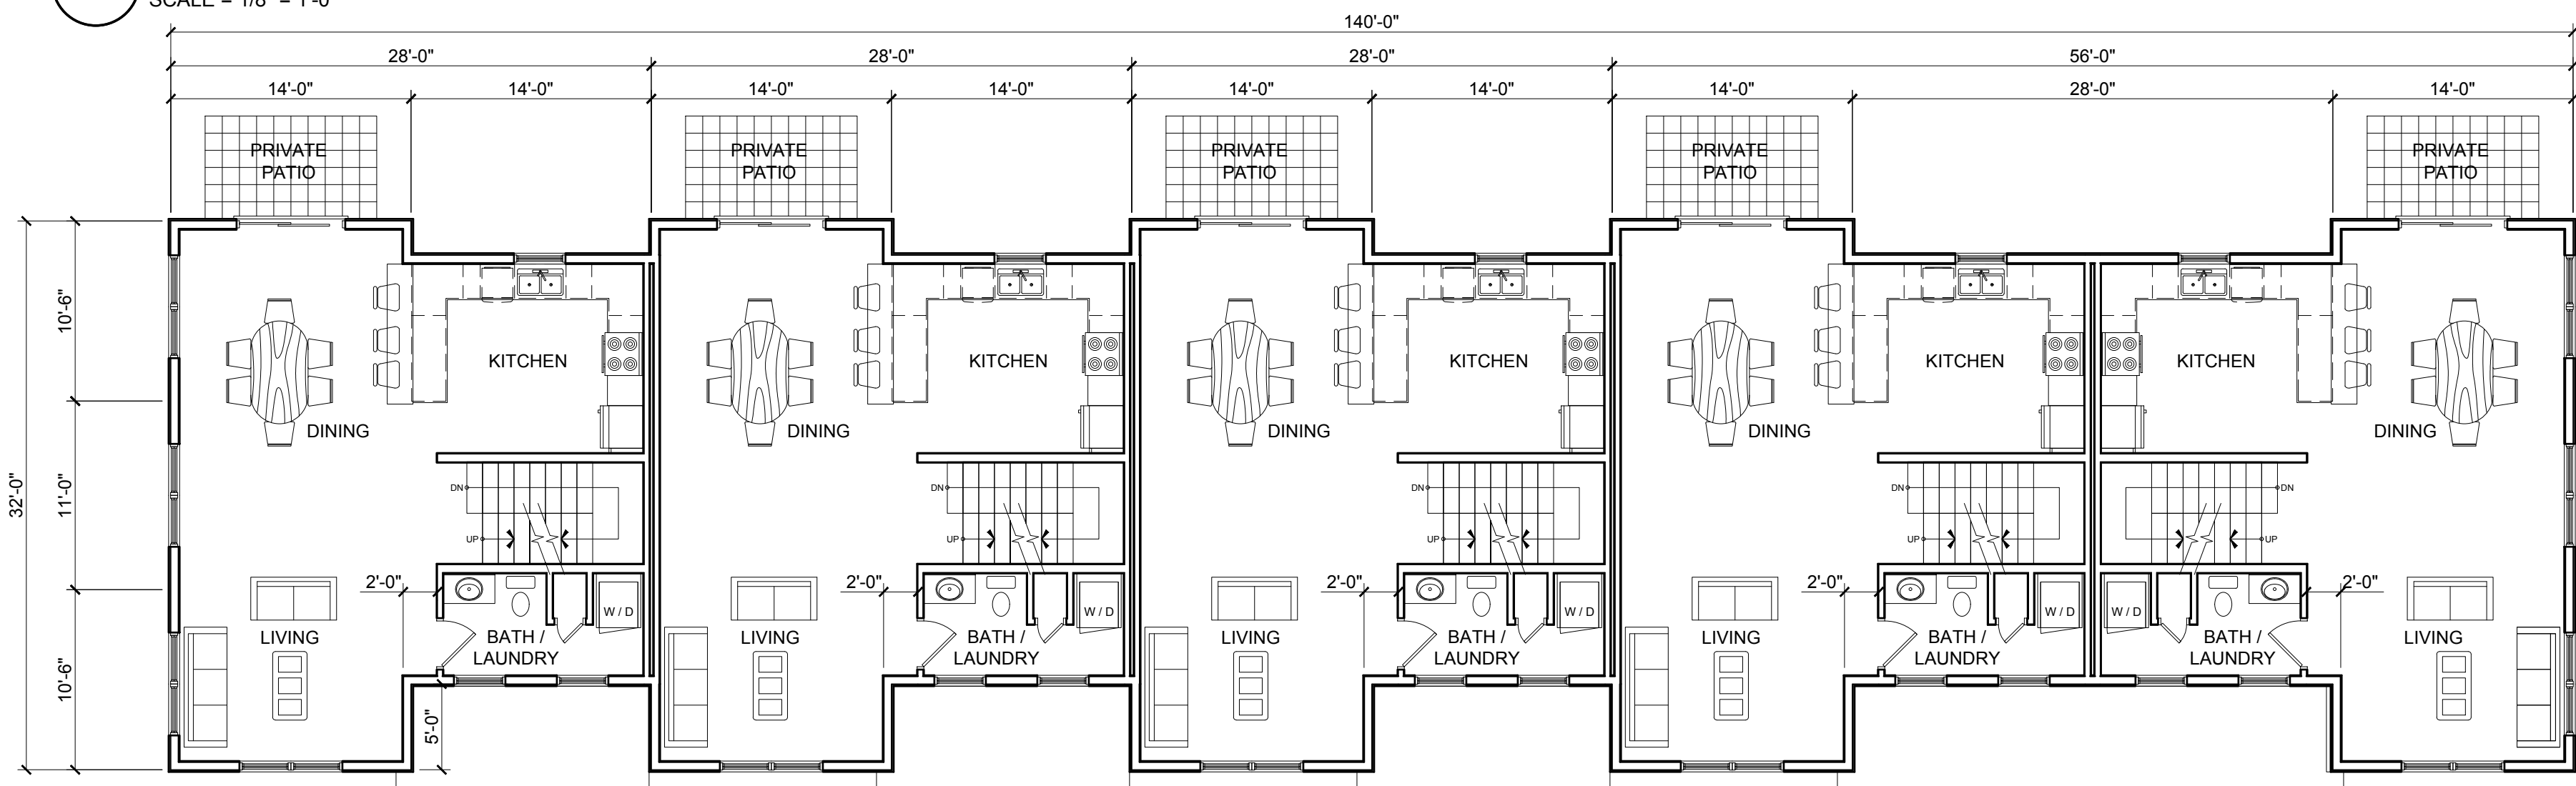 SCALE = 1/8" = 1'-0"
140'-0"
28'-0" 28'-0" 28'-0" 56'-0"
14'-0" 14'-0" 14'-0" 14'-0" 14'-0" 14'-0" 14'-0" 28'-0" 14'-0"
PRIVATE PRIVATE PRIVATE PRIVATE PRIVATE
PATIO PATIO PATIO PATIO PATIO
10'-6"
KITCHEN KITCHEN KITCHEN KITCHEN KITCHEN
DINING DINING DINING DINING DINING
32'-0" 11'-0"
DN DN DN DN DN
UP UP UP UP UP
2'-0" 2'-0" 2'-0" 2'-0" 2'-0"
W / D W / D W / D W / D W / D
LIVING BATH / LIVING BATH / LIVING BATH / LIVING BATH / BATH / LIVING
LAUNDRY LAUNDRY LAUNDRY LAUNDRY LAUNDRY
10'-6"
5'-0"